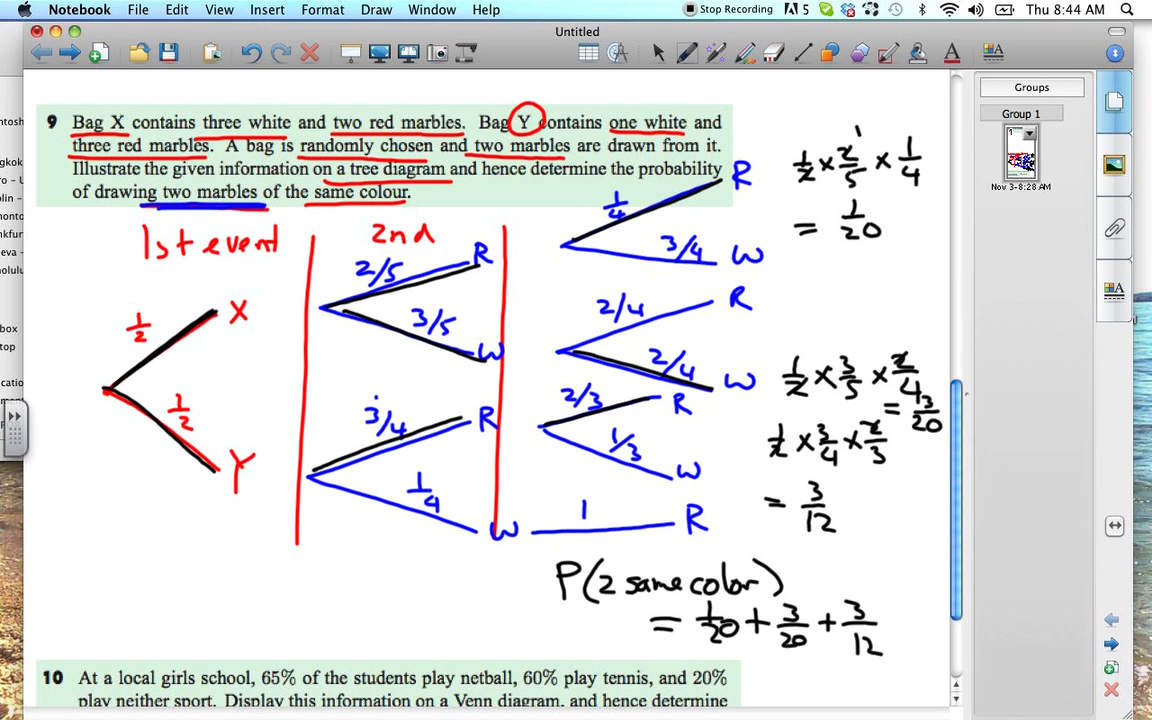 Notebook File Edit View Insert Format Draw Window Help Stop Recording 5 Thu 8:44 AM
Untitled
Groups
Group 1
Nov 3-8:28 AM
9 Bag X contains three white and two red marbles. Bag Y contains one white and
three red marbles. A bag is randomly chosen and two marbles are drawn from it.
Illustrate the given information on a tree diagram and hence determine the probability
of drawing two marbles of the same colour.
1st event
2nd
1/2 X
1/2 Y
2/5 R
3/5 W
3/4 R
1/4 W
1/4 R
3/4 W
2/4 R
2/4 W
2/3 R
1/3 W
1 R
1/2 × 2/5 × 1/4
= 1/20
1/2 × 3/5 × 2/4
= 3/20
1/2 × 3/4 × 2/3
= 3/12
P(2 same color)
= 1/20 + 3/20 + 3/12
10 At a local girls school, 65% of the students play netball, 60% play tennis, and 20%
play neither sport. Display this information on a Venn diagram, and hence determine